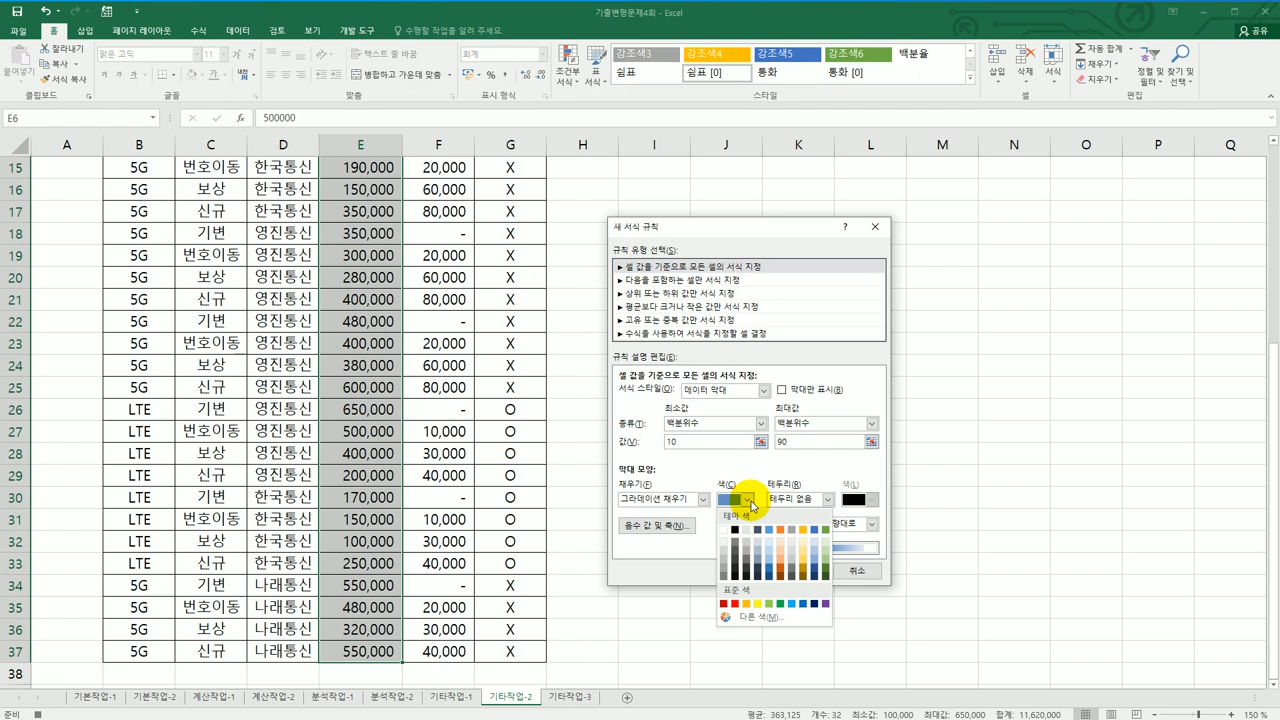 기출변형문제4회 - Excel
파일 홈 삽입 페이지 레이아웃 수식 데이터 검토 보기 개발 도구 수행할 작업을 알려 주세요. 공유
붙여넣기 잘라내기 복사 서식 복사 클립보드
맑은 고딕 11 가 가 가 가 가 글꼴
텍스트 줄 바꿈 병합하고 가운데 맞춤 맞춤
회계 % 표시 형식
조건부 서식 표 서식
강조색3 강조색4 강조색5 강조색6 백분율
쉼표 쉼표 [0] 통화 통화 [0]
스타일
삽입 삭제 서식 셀
자동 합계 채우기 지우기 정렬 및 필터 찾기 및 선택 편집
E6 fx 500000
A B C D E F G H I J K L M N O P Q
15 5G 번호이동 한국통신 190,000 20,000 X
16 5G 보상 한국통신 150,000 60,000 X
17 5G 신규 한국통신 350,000 80,000 X
18 5G 기변 영진통신 350,000 - X
19 5G 번호이동 영진통신 300,000 20,000 X
20 5G 보상 영진통신 280,000 60,000 X
21 5G 신규 영진통신 400,000 80,000 X
22 5G 기변 영진통신 480,000 - X
23 5G 번호이동 영진통신 400,000 20,000 X
24 5G 보상 영진통신 380,000 60,000 X
25 5G 신규 영진통신 600,000 80,000 X
26 LTE 기변 영진통신 650,000 - O
27 LTE 번호이동 영진통신 500,000 10,000 O
28 LTE 보상 영진통신 400,000 30,000 O
29 LTE 신규 영진통신 200,000 40,000 O
30 LTE 기변 한국통신 170,000 - O
31 LTE 번호이동 한국통신 150,000 10,000 O
32 LTE 보상 한국통신 100,000 30,000 O
33 LTE 신규 한국통신 250,000 40,000 O
34 5G 기변 나래통신 550,000 - X
35 5G 번호이동 나래통신 480,000 20,000 X
36 5G 보상 나래통신 320,000 30,000 X
37 5G 신규 나래통신 550,000 40,000 X
38
새 서식 규칙 ?
규칙 유형 선택(S):
► 셀 값을 기준으로 모든 셀의 서식 지정
► 다음을 포함하는 셀만 서식 지정
► 상위 또는 하위 값만 서식 지정
► 평균보다 크거나 작은 값만 서식 지정
► 고유 또는 중복 값만 서식 지정
► 수식을 사용하여 서식을 지정할 셀 결정
규칙 설명 편집(E):
셀 값을 기준으로 모든 셀의 서식 지정:
서식 스타일(O): 데이터 막대 막대만 표시(B)
최소값 최대값
종류(T): 백분위수 백분위수
값(V): 10 90
막대 모양:
채우기(F) 색(C) 테두리(R) 색(L)
그라데이션 채우기 테두리 없음
음수 값 및 축(N)... 향대로
테마 색
취소
표준 색
다른 색(M)...
기본작업-1 기본작업-2 계산작업-1 계산작업-2 분석작업-1 분석작업-2 기타작업-1 기타작업-2 기타작업-3
준비 평균: 363,125 개수: 32 최소값: 100,000 최대값: 650,000 합계: 11,620,000 150 %